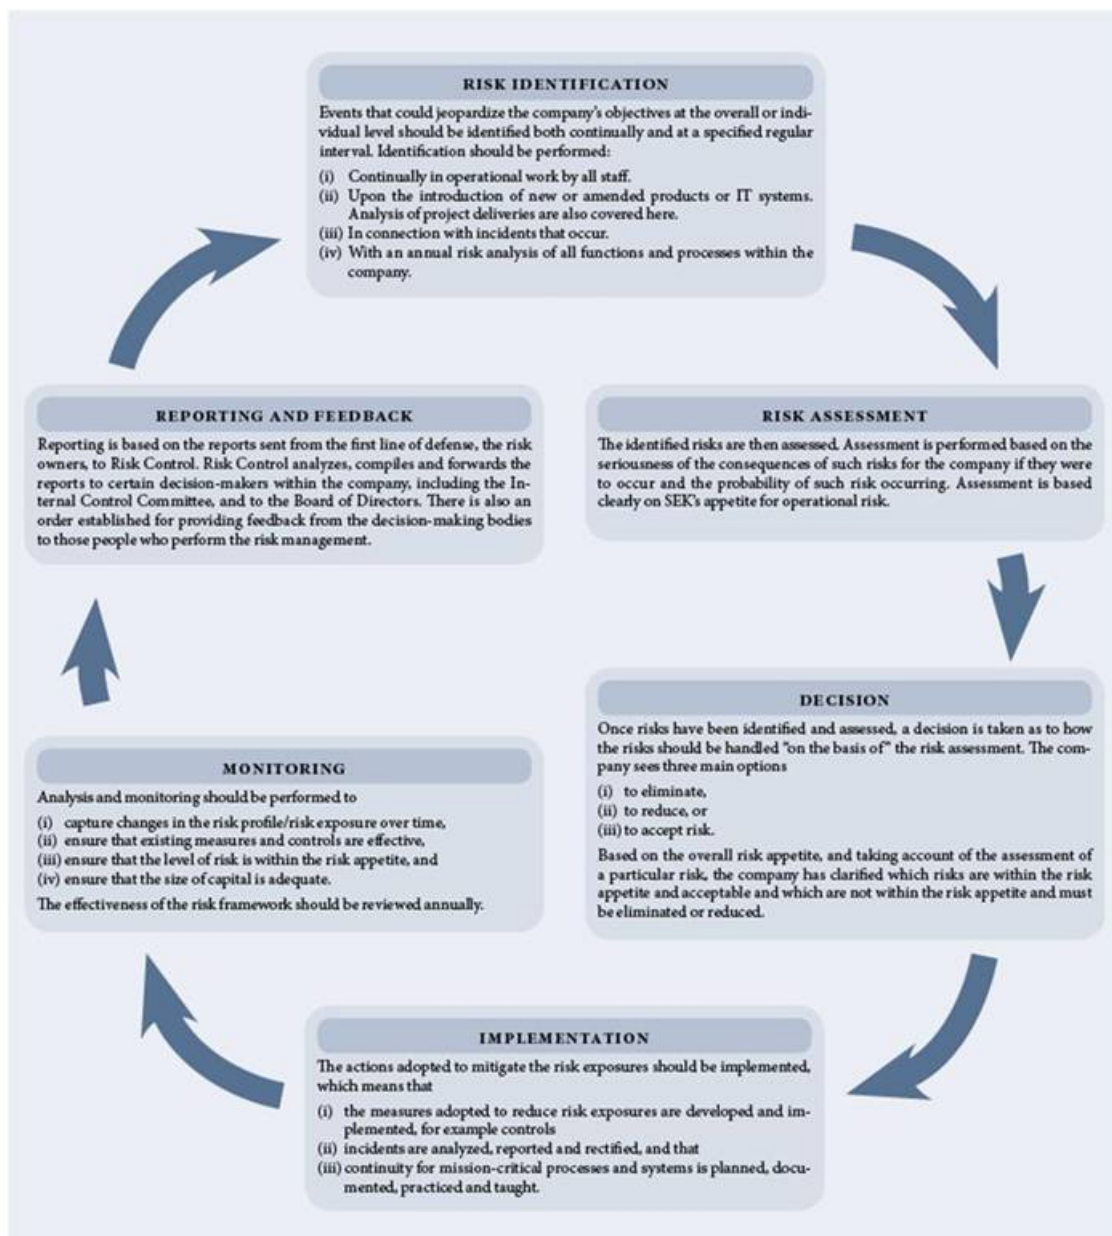 RISK IDENTIFICATION
Events that could jeopardize the company's objectives at the overall or indi-
vidual level should be identified both continually and at a specified regular
interval. Identification should be performed:
(i) Continually in operational work by all staff.
(ii) Upon the introduction of new or amended products or IT systems.
Analysis of project deliveries are also covered here.
(iii) In connection with incidents that occur.
(iv) With an annual risk analysis of all functions and processes within the
company.
RISK ASSESSMENT
The identified risks are then assessed. Assessment is performed based on the
seriousness of the consequences of such risks for the company if they were
to occur and the probability of such risk occurring. Assessment is based
clearly on SEK's appetite for operational risk.
DECISION
Once risks have been identified and assessed, a decision is taken as to how
the risks should be handled "on the basis of" the risk assessment. The com-
pany sees three main options
(i) to eliminate,
(ii) to reduce, or
(iii) to accept risk.
Based on the overall risk appetite, and taking account of the assessment of
a particular risk, the company has clarified which risks are within the risk
appetite and acceptable and which are not within the risk appetite and must
be eliminated or reduced.
IMPLEMENTATION
The actions adopted to mitigate the risk exposures should be implemented,
which means that
(i) the measures adopted to reduce risk exposures are developed and im-
plemented, for example controls
(ii) incidents are analyzed, reported and rectified, and that
(iii) continuity for mission-critical processes and systems is planned, docu-
mented, practiced and taught.
MONITORING
Analysis and monitoring should be performed to
(i) capture changes in the risk profile/risk exposure over time,
(ii) ensure that existing measures and controls are effective,
(iii) ensure that the level of risk is within the risk appetite, and
(iv) ensure that the size of capital is adequate.
The effectiveness of the risk framework should be reviewed annually.
REPORTING AND FEEDBACK
Reporting is based on the reports sent from the first line of defense, the risk
owners, to Risk Control. Risk Control analyzes, compiles and forwards the
reports to certain decision-makers within the company, including the In-
ternal Control Committee, and to the Board of Directors. There is also an
order established for providing feedback from the decision-making bodies
to those people who perform the risk management.